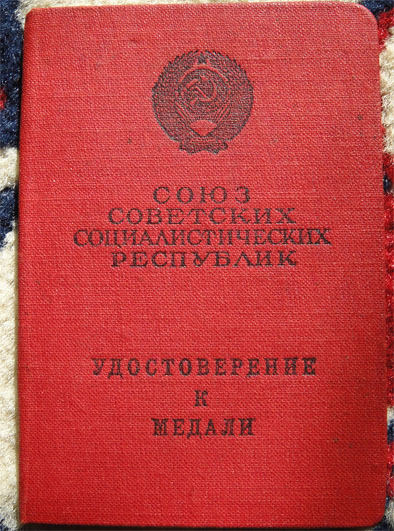 СОЮЗ
СОВЕТСКИХ
СОЦИАЛИСТИЧЕСКИХ
РЕСПУБЛИК
УДОСТОВЕРЕНИЕ
К
МЕДАЛИ